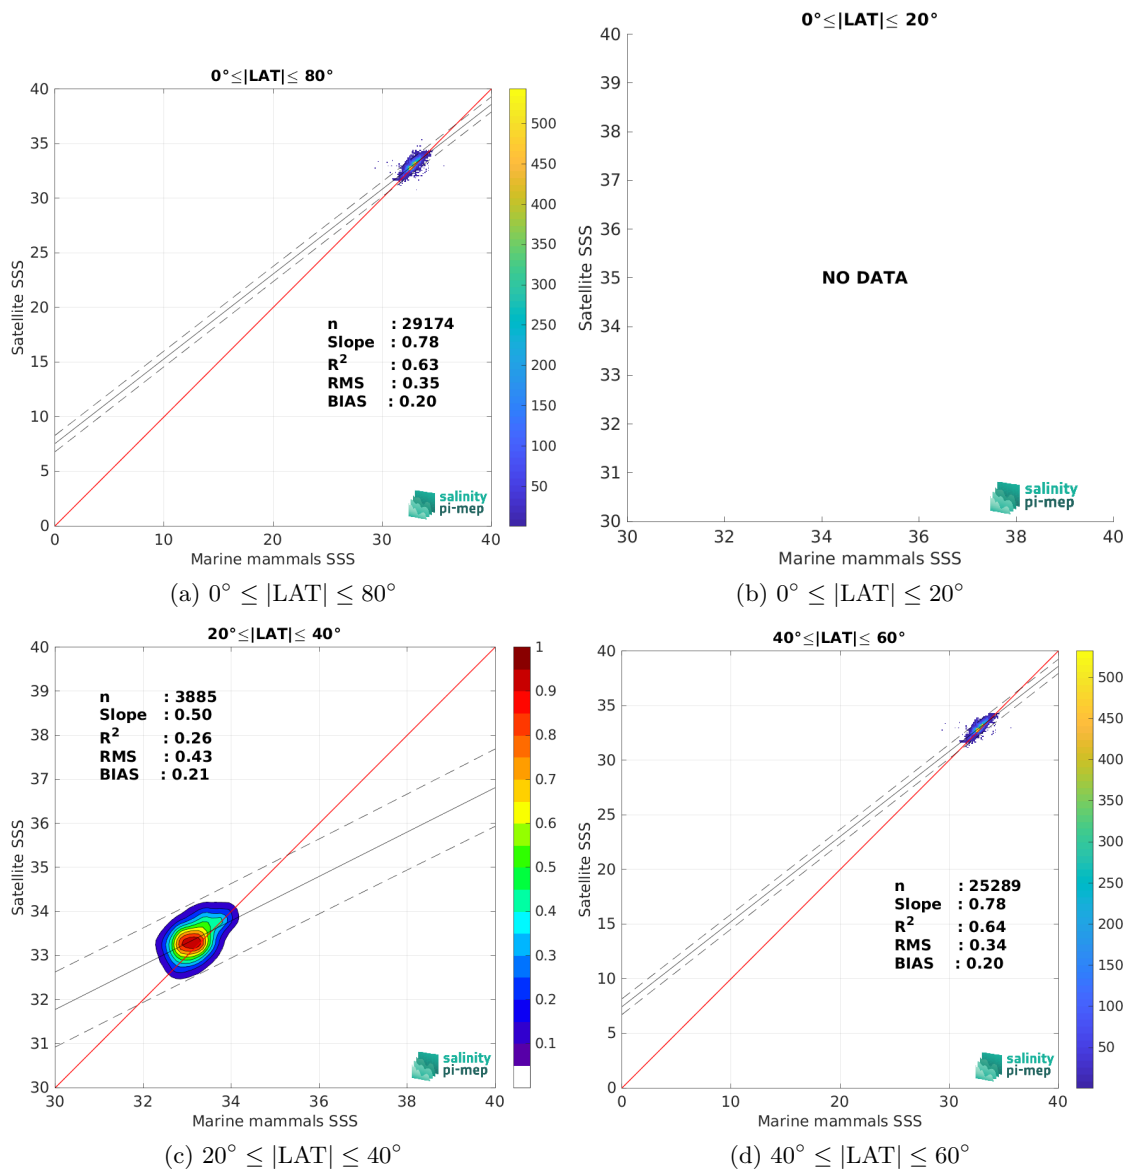 0°≤|LAT|≤ 80°
40
35
30
25
20
15
10
5
0
0
10
20
30
40
Satellite SSS
Marine mammals SSS
n : 29174
Slope : 0.78
R² : 0.63
RMS : 0.35
BIAS : 0.20
salinity
pi-mep
500
450
400
350
300
250
200
150
100
50
(a) 0° ≤ |LAT| ≤ 80°
0°≤|LAT|≤ 20°
40
39
38
37
36
35
34
33
32
31
30
30
32
34
36
38
40
Satellite SSS
Marine mammals SSS
NO DATA
salinity
pi-mep
(b) 0° ≤ |LAT| ≤ 20°
20°≤|LAT|≤ 40°
40
39
38
37
36
35
34
33
32
31
30
30
32
34
36
38
40
Satellite SSS
Marine mammals SSS
n : 3885
Slope : 0.50
R² : 0.26
RMS : 0.43
BIAS : 0.21
salinity
pi-mep
1
0.9
0.8
0.7
0.6
0.5
0.4
0.3
0.2
0.1
(c) 20° ≤ |LAT| ≤ 40°
40°≤|LAT|≤ 60°
40
35
30
25
20
15
10
5
0
0
10
20
30
40
Satellite SSS
Marine mammals SSS
n : 25289
Slope : 0.78
R² : 0.64
RMS : 0.34
BIAS : 0.20
salinity
pi-mep
500
450
400
350
300
250
200
150
100
50
(d) 40° ≤ |LAT| ≤ 60°